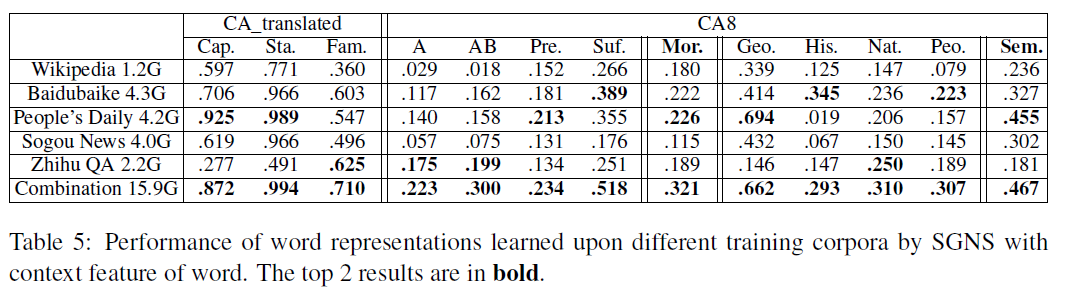 CA_translated CA8
Cap. Sta. Fam. A AB Pre. Suf. Mor. Geo. His. Nat. Peo. Sem.
Wikipedia 1.2G .597 .771 .360 .029 .018 .152 .266 .180 .339 .125 .147 .079 .236
Baidubaike 4.3G .706 .966 .603 .117 .162 .181 .389 .222 .414 .345 .236 .223 .327
People's Daily 4.2G .925 .989 .547 .140 .158 .213 .355 .226 .694 .019 .206 .157 .455
Sogou News 4.0G .619 .966 .496 .057 .075 .131 .176 .115 .432 .067 .150 .145 .302
Zhihu QA 2.2G .277 .491 .625 .175 .199 .134 .251 .189 .146 .147 .250 .189 .181
Combination 15.9G .872 .994 .710 .223 .300 .234 .518 .321 .662 .293 .310 .307 .467
Table 5: Performance of word representations learned upon different training corpora by SGNS with
context feature of word. The top 2 results are in bold.